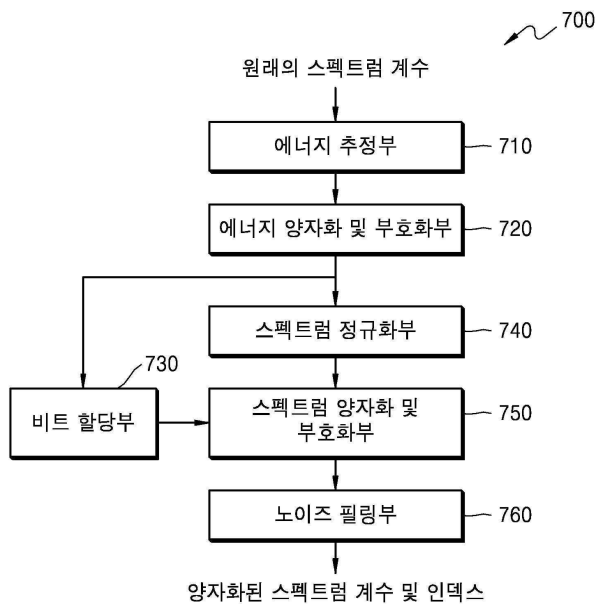 700
원래의 스펙트럼 계수
에너지 추정부
710
에너지 양자화 및 부호화부
720
스펙트럼 정규화부
740
730
비트 할당부
스펙트럼 양자화 및
부호화부
750
노이즈 필링부
760
양자화된 스펙트럼 계수 및 인덱스